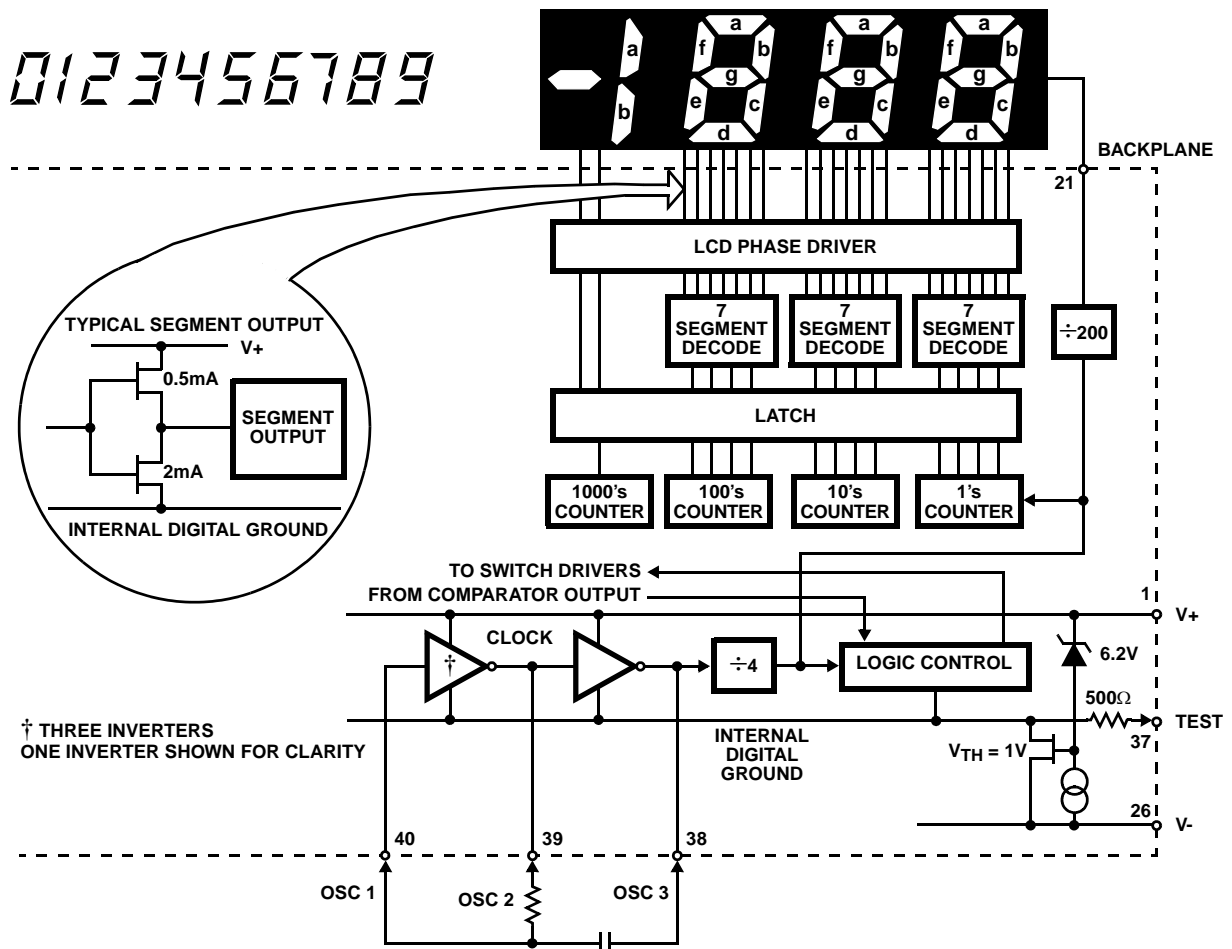 0123456789
a
b
a
f
b
g
e
c
d
a
f
b
g
e
c
d
a
f
b
g
e
c
d
BACKPLANE
21
LCD PHASE DRIVER
TYPICAL SEGMENT OUTPUT
V+
0.5mA
SEGMENT
OUTPUT
2mA
INTERNAL DIGITAL GROUND
7
SEGMENT
DECODE
7
SEGMENT
DECODE
7
SEGMENT
DECODE
÷200
LATCH
1000's
COUNTER
100's
COUNTER
10's
COUNTER
1's
COUNTER
TO SWITCH DRIVERS
FROM COMPARATOR OUTPUT
1
V+
CLOCK
†
÷4
LOGIC CONTROL
6.2V
500Ω
TEST
37
† THREE INVERTERS
ONE INVERTER SHOWN FOR CLARITY
INTERNAL
DIGITAL
GROUND
VTH = 1V
26
V-
40
39
38
OSC 1
OSC 2
OSC 3